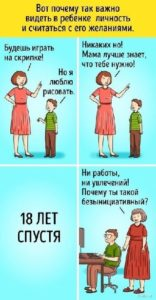 Вот почему так важно
видеть в ребенке личность
и считаться с его желаниями.
Будешь играть
на скрипке!
Но я
люблю
рисовать.
Никаких но!
Мама лучше знает,
что тебе нужно!
18 ЛЕТ
СПУСТЯ
Ни работы,
ни увлечений!
Почему ты такой
безынициативный?